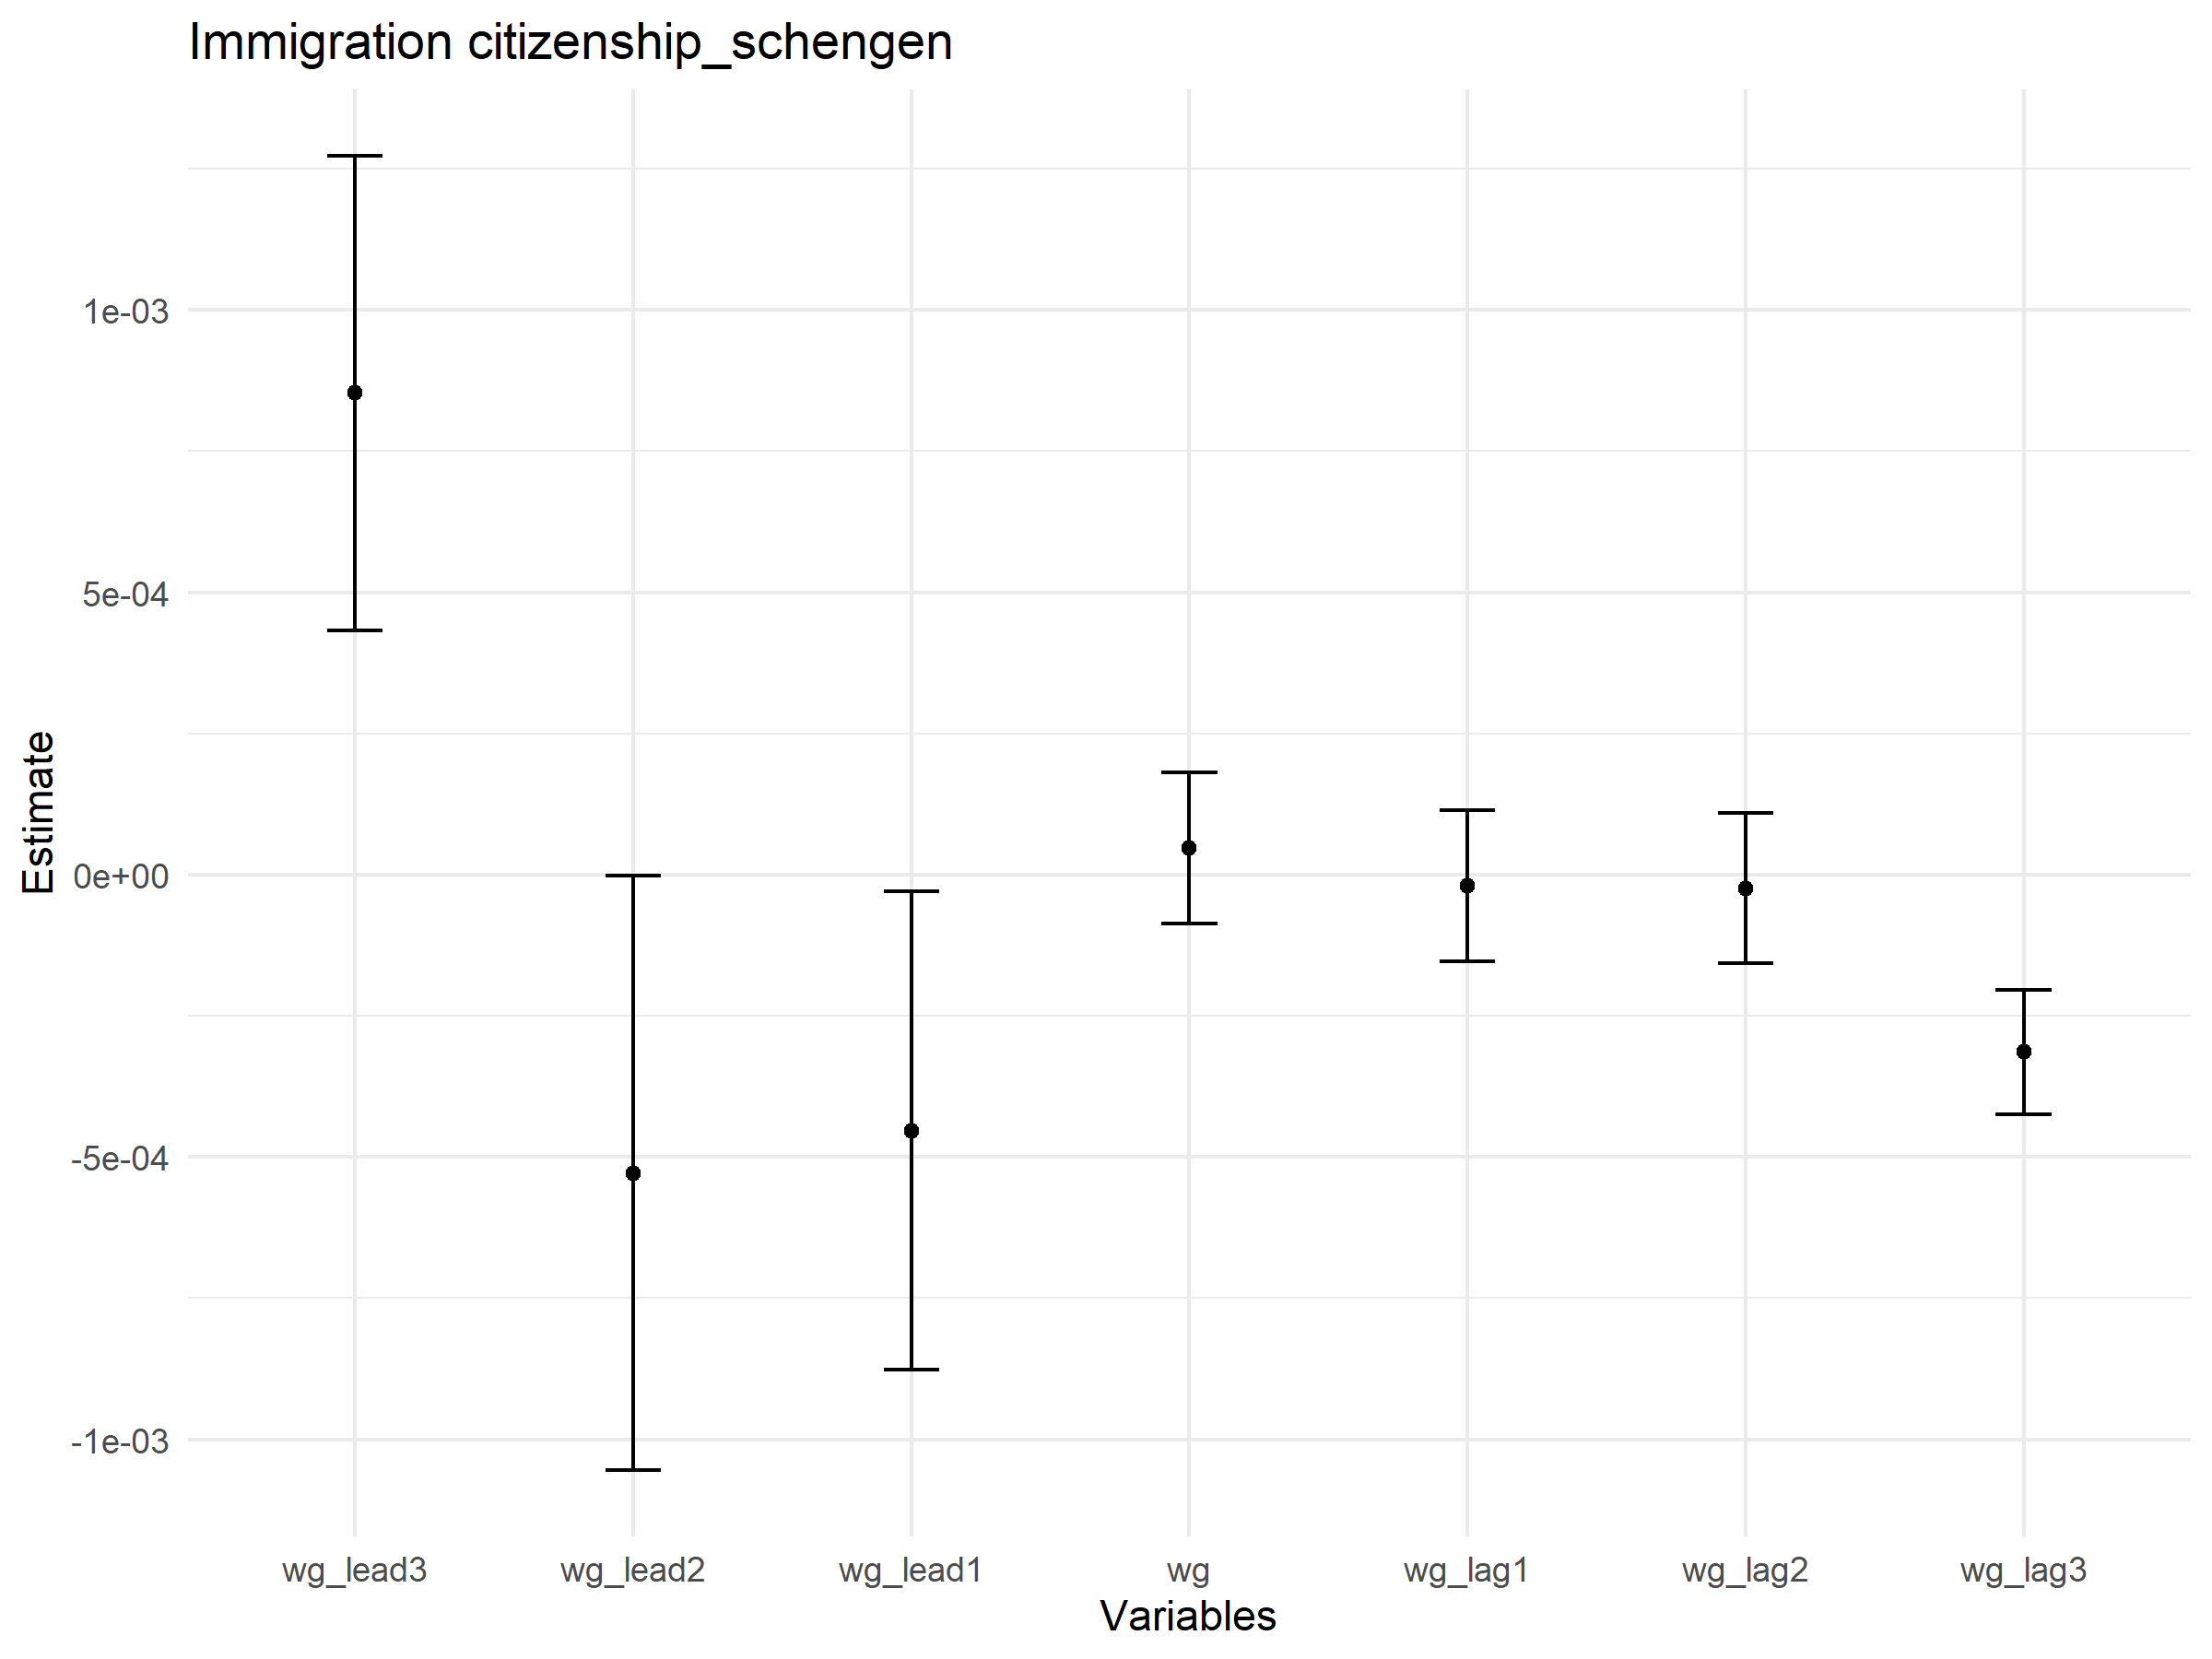 Immigration citizenship_schengen
1e-03
5e-04
0e+00
-5e-04
-1e-03
Estimate
wg_lead3 wg_lead2 wg_lead1 wg wg_lag1 wg_lag2 wg_lag3
Variables